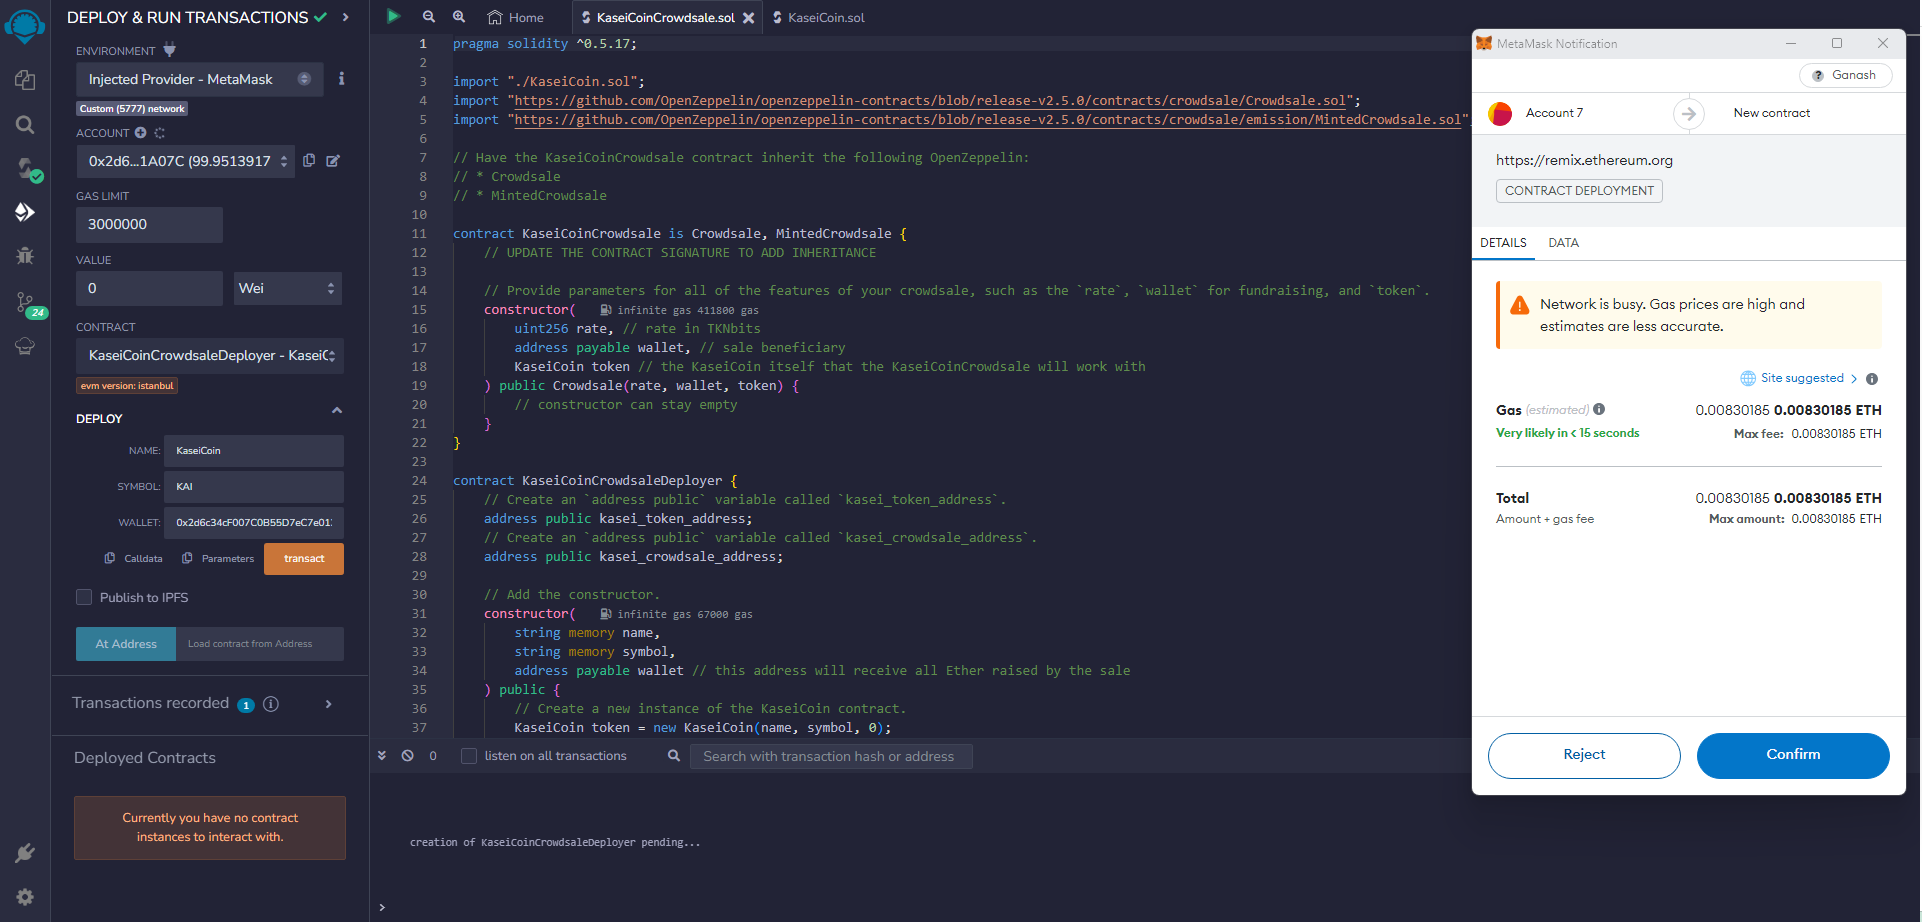 DEPLOY & RUN TRANSACTIONS
ENVIRONMENT
Injected Provider - MetaMask
Custom (5777) network
ACCOUNT
0x2d6...1A07C (99.9513917
GAS LIMIT
3000000
VALUE
0
Wei
24
CONTRACT
KaseiCoinCrowdsaleDeployer - KaseiC
evm version: istanbul
DEPLOY
NAME: KaseiCoin
SYMBOL: KAI
WALLET: 0x2d6c34cF007C0B55D7eC7e01
Calldata Parameters transact
Publish to IPFS
At Address Load contract from Address
Transactions recorded 1
Deployed Contracts
Currently you have no contract
instances to interact with.
Home KaseiCoinCrowdsale.sol KaseiCoin.sol
1 pragma solidity ^0.5.17;
2
3 import "./KaseiCoin.sol";
4 import "https://github.com/OpenZeppelin/openzeppelin-contracts/blob/release-v2.5.0/contracts/crowdsale/Crowdsale.sol";
5 import "https://github.com/OpenZeppelin/openzeppelin-contracts/blob/release-v2.5.0/contracts/crowdsale/emission/MintedCrowdsale.sol"
6
7 // Have the KaseiCoinCrowdsale contract inherit the following OpenZeppelin:
8 // * Crowdsale
9 // * MintedCrowdsale
10
11 contract KaseiCoinCrowdsale is Crowdsale, MintedCrowdsale {
12 // UPDATE THE CONTRACT SIGNATURE TO ADD INHERITANCE
13
14 // Provide parameters for all of the features of your crowdsale, such as the `rate`, `wallet` for fundraising, and `token`.
15 constructor( infinite gas 411800 gas
16 uint256 rate, // rate in TKNbits
17 address payable wallet, // sale beneficiary
18 KaseiCoin token // the KaseiCoin itself that the KaseiCoinCrowdsale will work with
19 ) public Crowdsale(rate, wallet, token) {
20 // constructor can stay empty
21 }
22 }
23
24 contract KaseiCoinCrowdsaleDeployer {
25 // Create an `address public` variable called `kasei_token_address`.
26 address public kasei_token_address;
27 // Create an `address public` variable called `kasei_crowdsale_address`.
28 address public kasei_crowdsale_address;
29
30 // Add the constructor.
31 constructor( infinite gas 67000 gas
32 string memory name,
33 string memory symbol,
34 address payable wallet // this address will receive all Ether raised by the sale
35 ) public {
36 // Create a new instance of the KaseiCoin contract.
37 KaseiCoin token = new KaseiCoin(name, symbol, 0);
0 listen on all transactions Search with transaction hash or address
creation of KaseiCoinCrowdsaleDeployer pending...
>
MetaMask Notification
Ganash
Account 7 New contract
https://remix.ethereum.org
CONTRACT DEPLOYMENT
DETAILS DATA
Network is busy. Gas prices are high and
estimates are less accurate.
Site suggested >
Gas (estimated) 0.00830185 0.00830185 ETH
Very likely in < 15 seconds Max fee: 0.00830185 ETH
Total 0.00830185 0.00830185 ETH
Amount + gas fee Max amount: 0.00830185 ETH
Reject Confirm